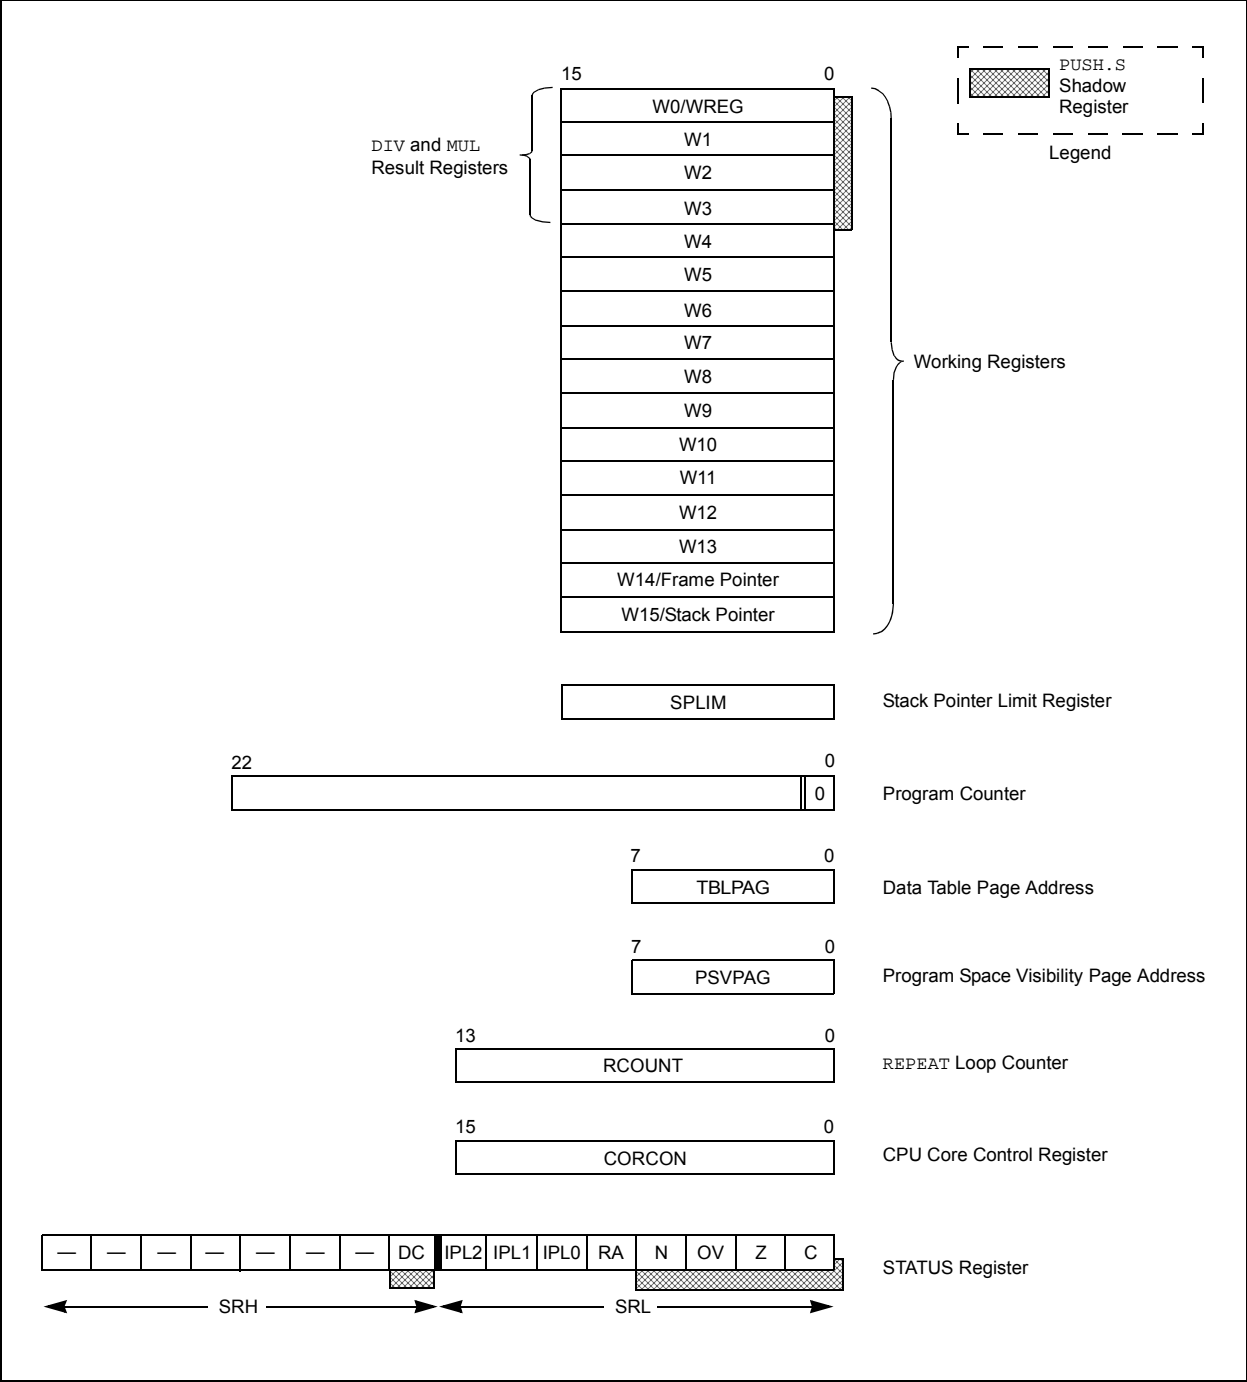 PUSH.S
Shadow
Register
Legend
15 0
W0/WREG
W1
W2
W3
W4
W5
W6
W7
W8
W9
W10
W11
W12
W13
W14/Frame Pointer
W15/Stack Pointer
DIV and MUL
Result Registers
Working Registers
SPLIM
Stack Pointer Limit Register
22 0
0
Program Counter
7 0
TBLPAG
Data Table Page Address
7 0
PSVPAG
Program Space Visibility Page Address
13 0
RCOUNT
REPEAT Loop Counter
15 0
CORCON
CPU Core Control Register
— — — — — — — DC IPL2 IPL1 IPL0 RA N OV Z C
STATUS Register
SRH SRL